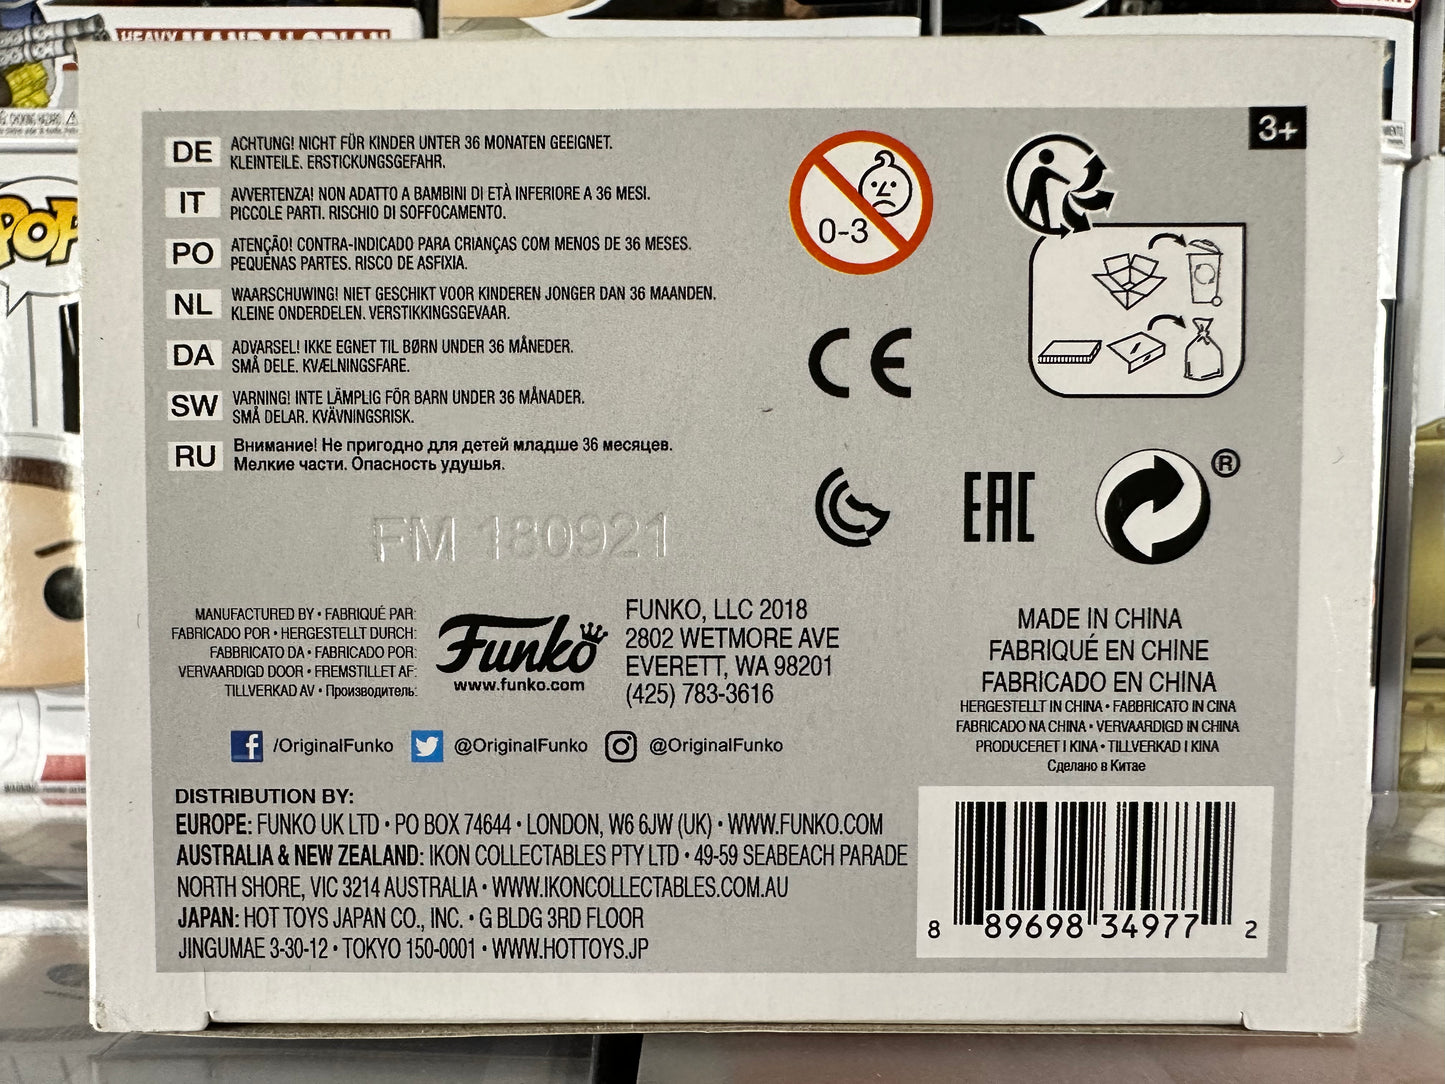 HEAVY MANDALORIAN
POP
3+
DE ACHTUNG! NICHT FÜR KINDER UNTER 36 MONATEN GEEIGNET.
KLEINTEILE. ERSTICKUNGSGEFAHR.
IT AVVERTENZA! NON ADATTO A BAMBINI DI ETÀ INFERIORE A 36 MESI.
PICCOLE PARTI. RISCHIO DI SOFFOCAMENTO.
PO ATENÇÃO! CONTRA-INDICADO PARA CRIANÇAS COM MENOS DE 36 MESES.
PEQUENAS PARTES. RISCO DE ASFIXIA.
NL WAARSCHUWING! NIET GESCHIKT VOOR KINDEREN JONGER DAN 36 MAANDEN.
KLEINE ONDERDELEN. VERSTIKKINGSGEVAAR.
DA ADVARSEL! IKKE EGNET TIL BØRN UNDER 36 MÅNEDER.
SMÅ DELE. KVÆLNINGSFARE.
SW VARNING! INTE LÄMPLIG FÖR BARN UNDER 36 MÅNADER.
SMÅ DELAR. KVÄVNINGSRISK.
RU Внимание! Не пригодно для детей младше 36 месяцев.
Мелкие части. Опасность удушья.
0-3
CE
EAC
®
FM 180921
MANUFACTURED BY • FABRIQUÉ PAR:
FABRICADO POR • HERGESTELLT DURCH:
FABBRICATO DA • FABRICADO POR:
VERVAARDIGD DOOR • FREMSTILLET AF:
TILLVERKAD AV • Производитель:
Funko
www.funko.com
FUNKO, LLC 2018
2802 WETMORE AVE
EVERETT, WA 98201
(425) 783-3616
MADE IN CHINA
FABRIQUÉ EN CHINE
FABRICADO EN CHINA
HERGESTELLT IN CHINA • FABBRICATO IN CINA
FABRICADO NA CHINA • VERVAARDIGD IN CHINA
PRODUCERET I KINA • TILLVERKAD I KINA
Сделано в Китае
f /OriginalFunko @OriginalFunko @OriginalFunko
DISTRIBUTION BY:
EUROPE: FUNKO UK LTD • PO BOX 74644 • LONDON, W6 6JW (UK) • WWW.FUNKO.COM
AUSTRALIA & NEW ZEALAND: IKON COLLECTABLES PTY LTD • 49-59 SEABEACH PARADE
NORTH SHORE, VIC 3214 AUSTRALIA • WWW.IKONCOLLECTABLES.COM.AU
JAPAN: HOT TOYS JAPAN CO., INC. • G BLDG 3RD FLOOR
JINGUMAE 3-30-12 • TOKYO 150-0001 • WWW.HOTTOYS.JP
8 89698 34977 2